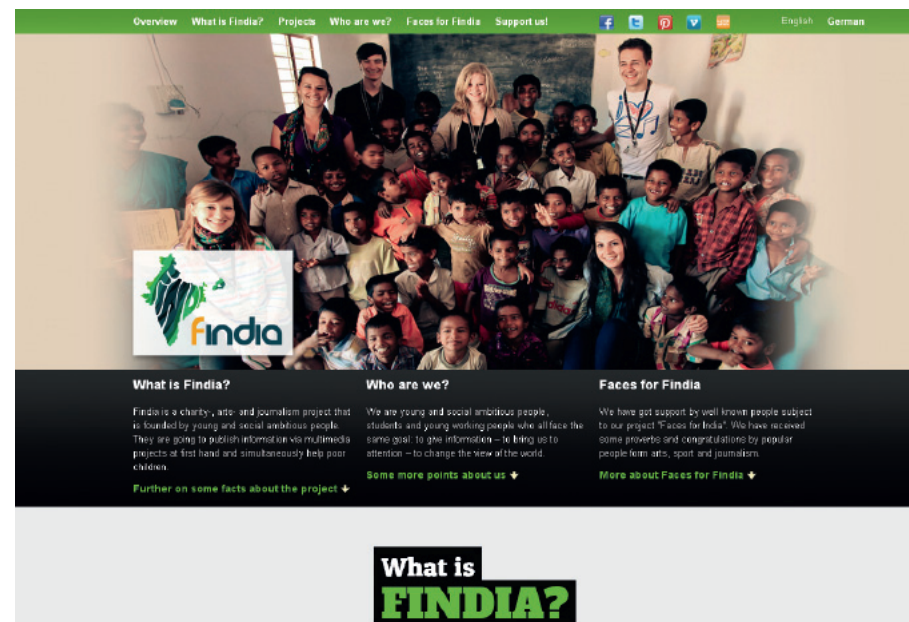 Overview What is Findia? Projects Who are we? Faces for Findia Support us! English German
findia
What is Findia?
Findia is a charity-, arts- and journalism project that
is founded by young and social ambitious people.
They are going to publish information via multimedia
projects at first hand and simultaneously help poor
children.
Further on some facts about the project
Who are we?
We are young and social ambitious people,
students and young working people who all face the
same goal: to give information – to bring us to
attention – to change the view of the world.
Some more points about us
Faces for Findia
We have got support by well known people subject
to our project "Faces for India". We have received
some proverbs and congratulations by popular
people form arts, sport and journalism.
More about Faces for Findia
What is
FINDIA?